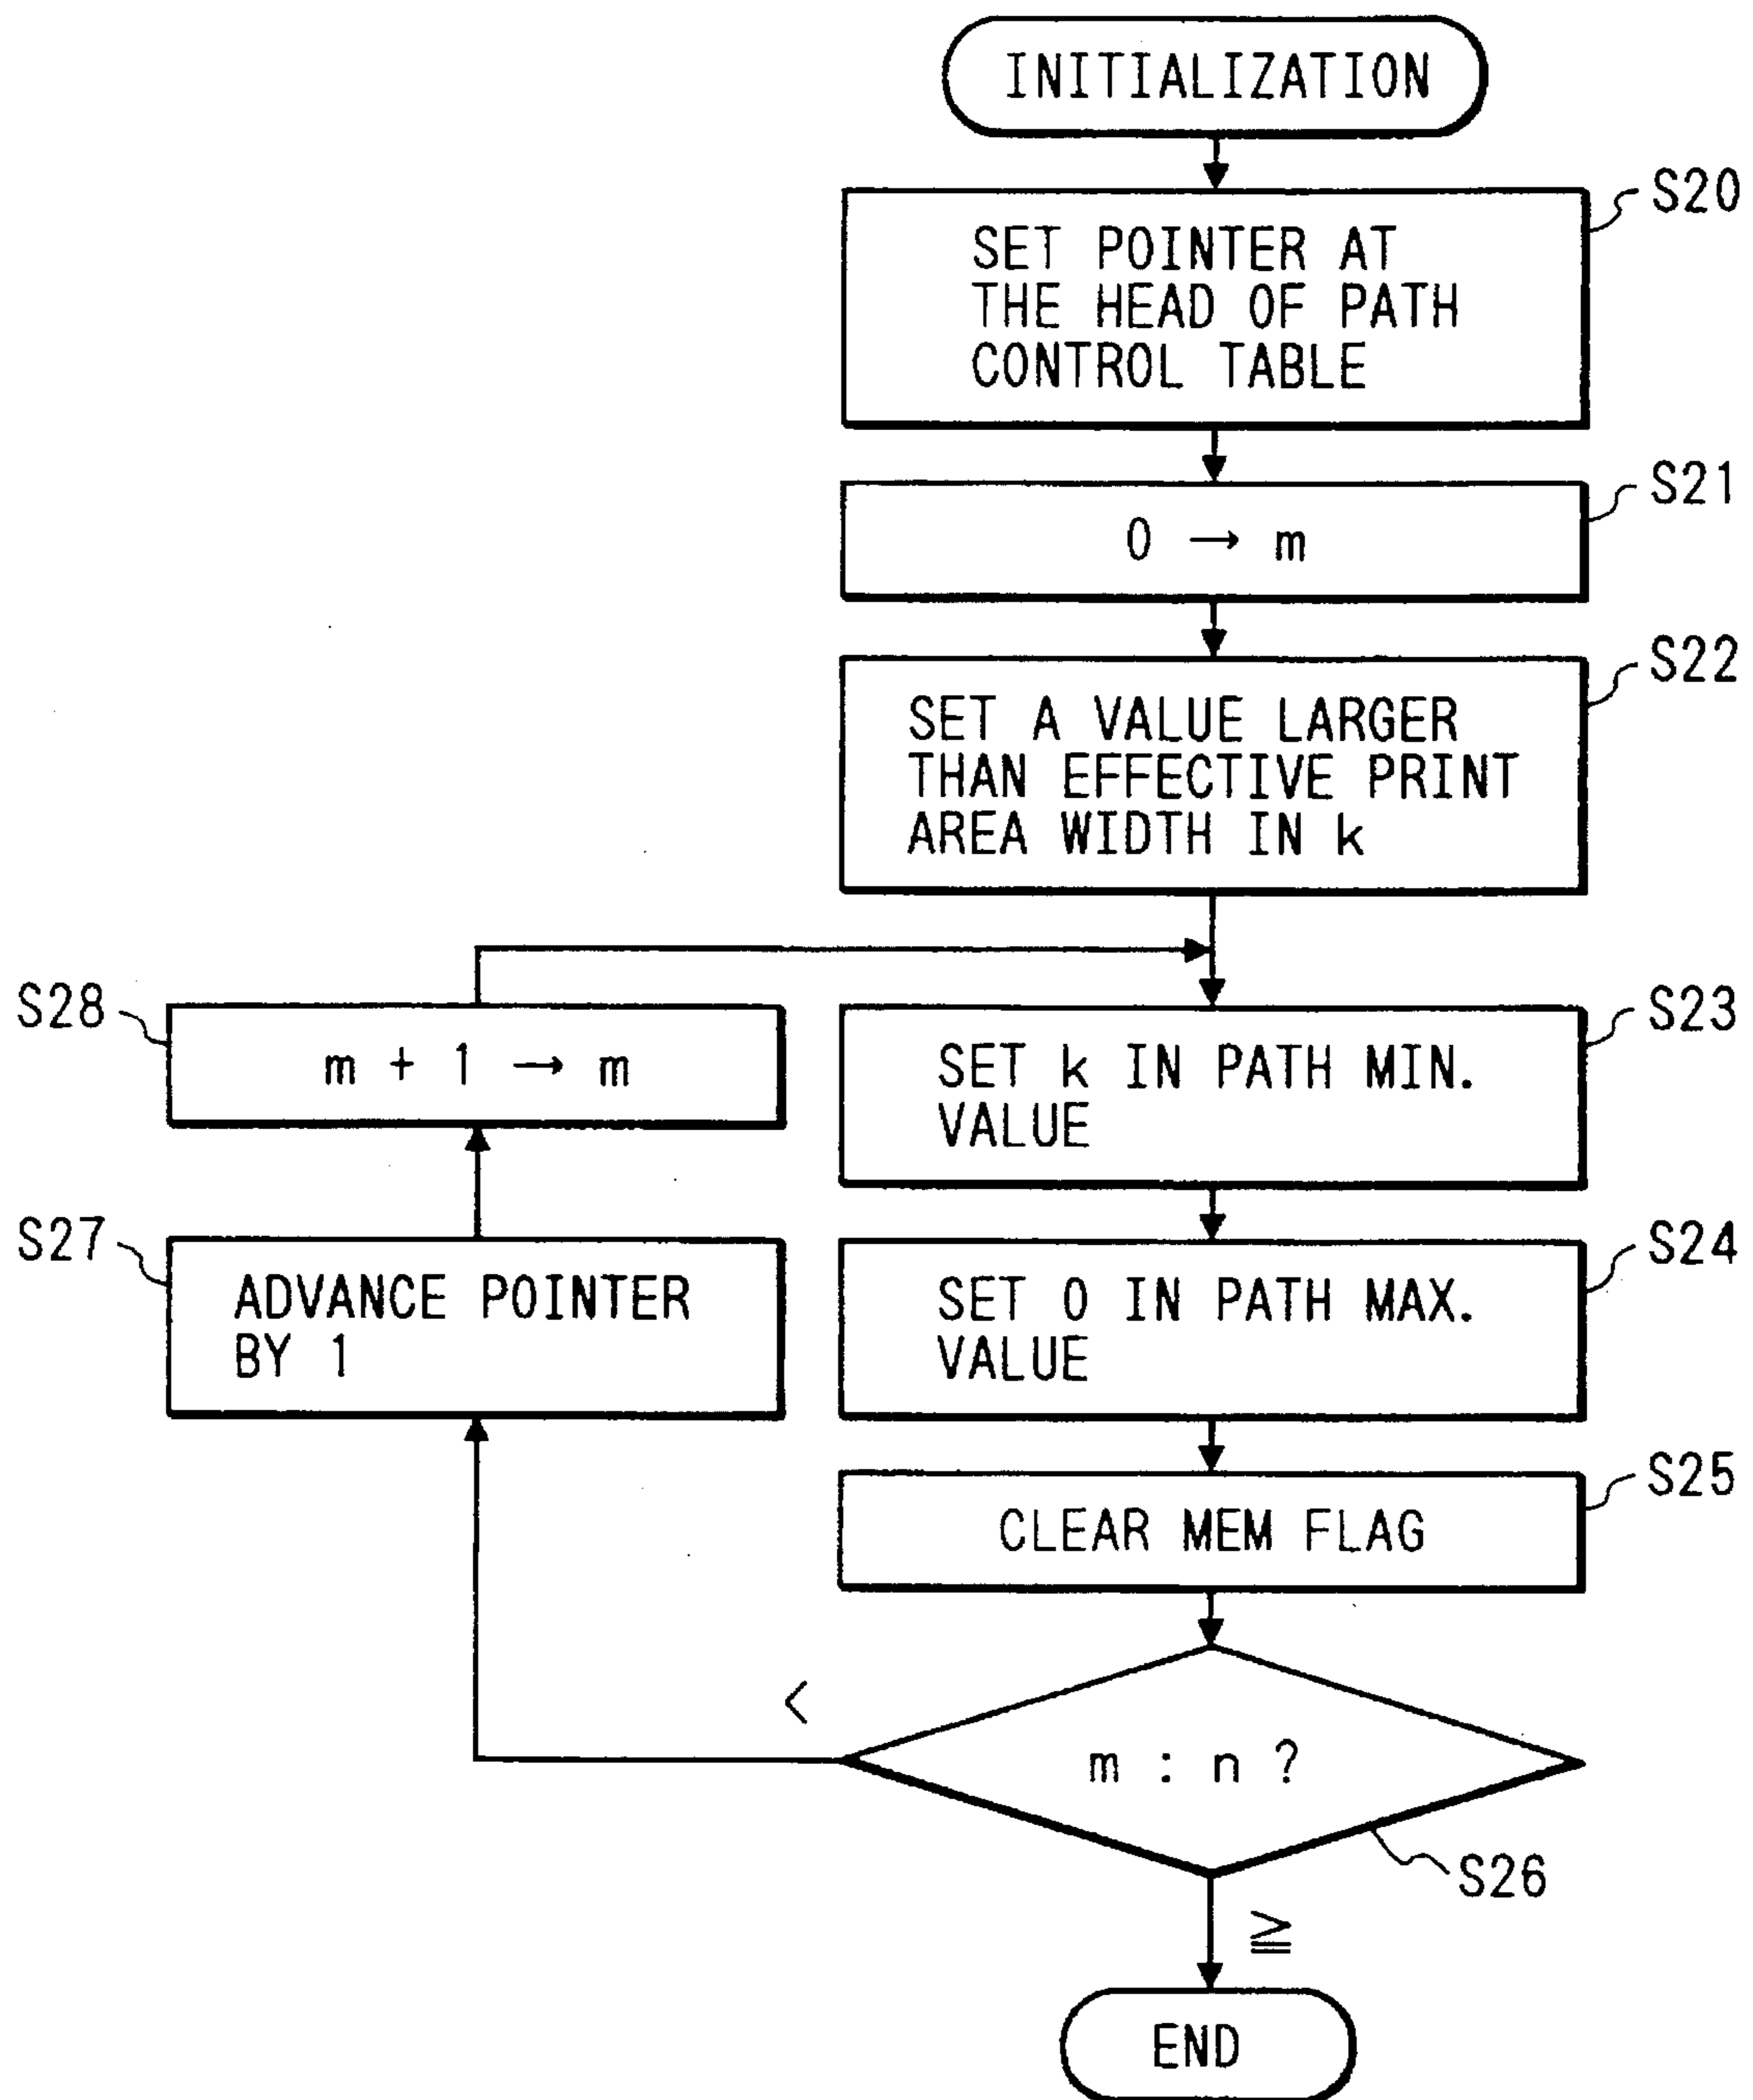 INITIALIZATION
S20
SET POINTER AT
THE HEAD OF PATH
CONTROL TABLE
S21
0 → m
S22
SET A VALUE LARGER
THAN EFFECTIVE PRINT
AREA WIDTH IN k
S28
m + 1 → m
S23
SET k IN PATH MIN.
VALUE
S27
ADVANCE POINTER
BY 1
S24
SET 0 IN PATH MAX.
VALUE
S25
CLEAR MEM FLAG
<
m : n ?
S26
≧
END